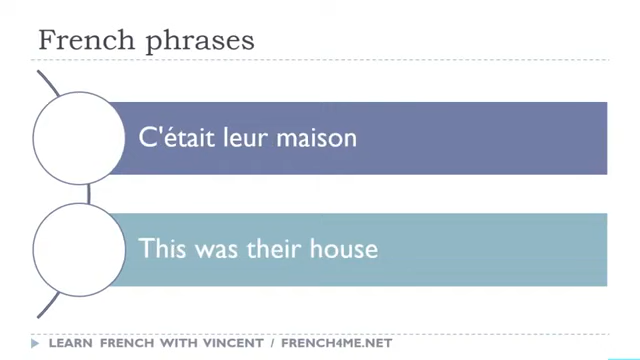 French phrases
C'était leur maison
This was their house
LEARN FRENCH WITH VINCENT / FRENCH4ME.NET